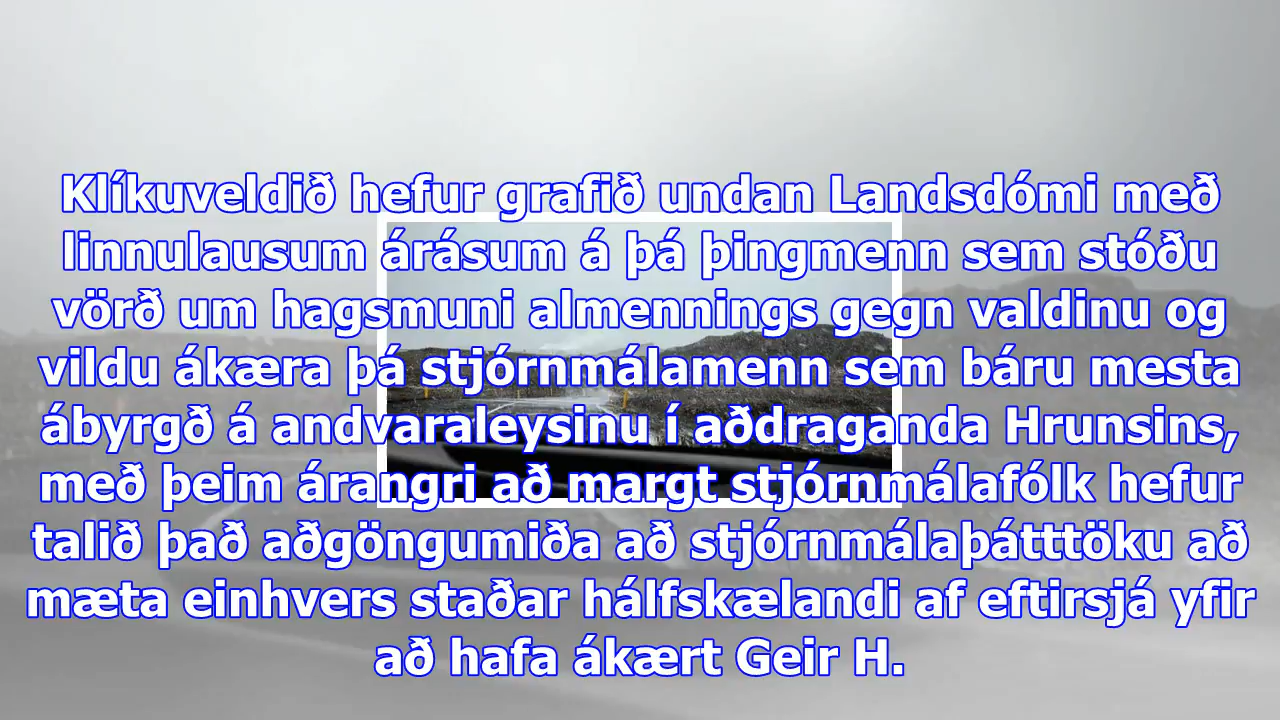 Klíkuveldið hefur grafið undan Landsdómi með
linnulausum árásum á þá þingmenn sem stóðu
vörð um hagsmuni almennings gegn valdinu og
vildu ákæra þá stjórnmálamenn sem báru mesta
ábyrgð á andvaraleysinu í aðdraganda Hrunsins,
með þeim árangri að margt stjórnmálafólk hefur
talið það aðgöngumiða að stjórnmálaþátttöku að
mæta einhvers staðar hálfskælandi af eftirsjá yfir
að hafa ákært Geir H.